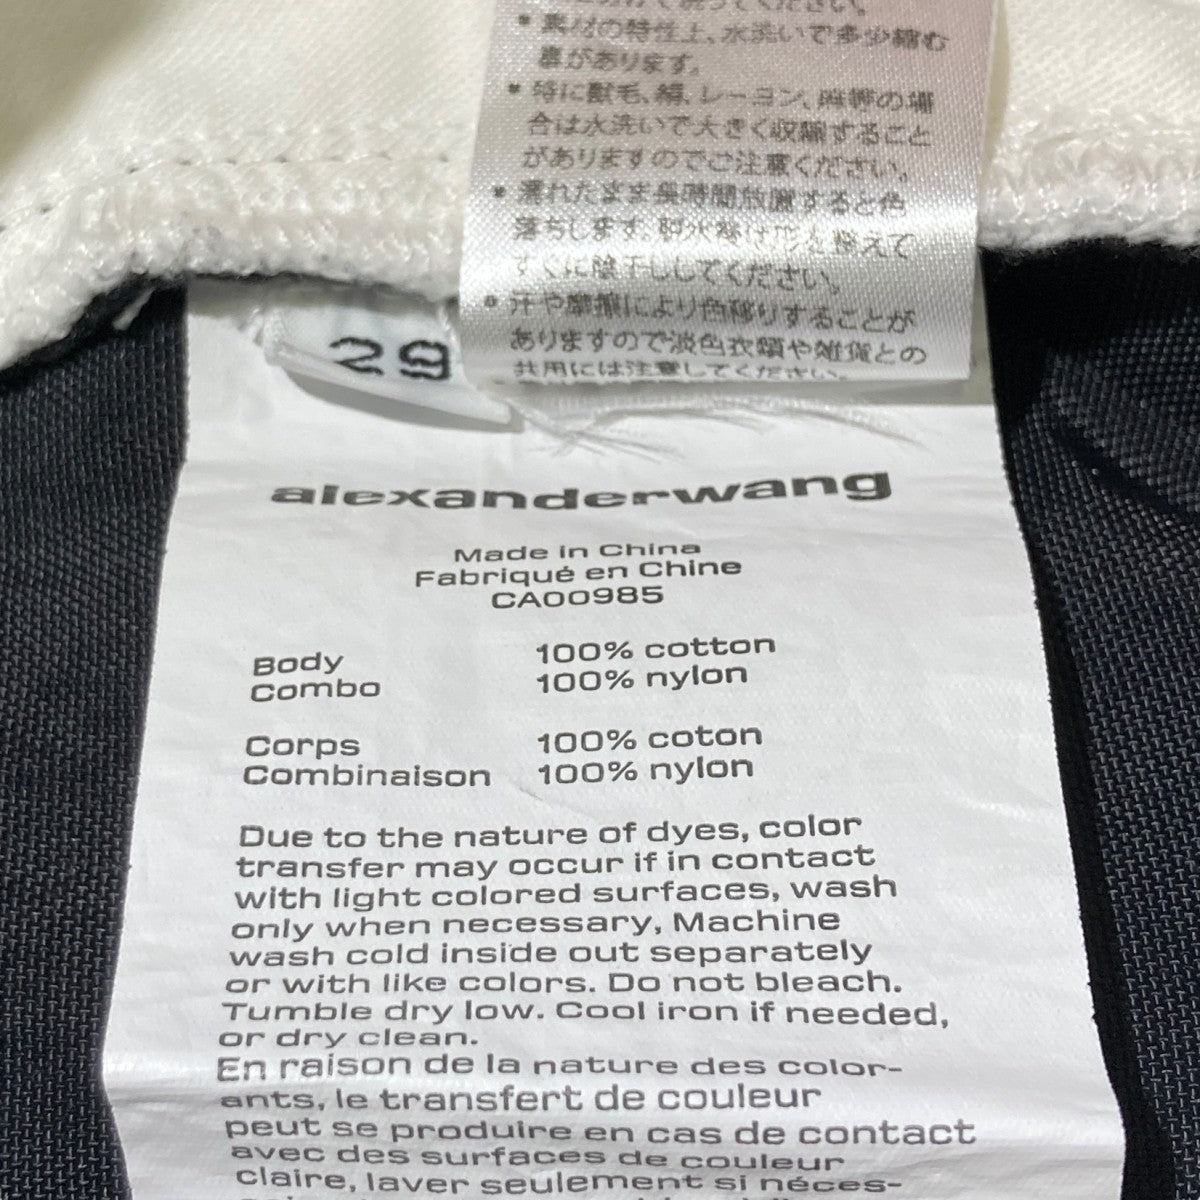 • 素材の特性上、水洗いで多少縮む
事があります。
• 特に獣毛、絹、レーヨン、麻等の場
合は水洗いで大きく収縮すること
がありますのでご注意ください。
• 濡れたまま長時間放置すると色
落ちします。脱水後は形を整えて
すぐに陰干ししてください。
• 汗や摩擦により色移りすることが
ありますので淡色衣類や雑貨との
共用には注意してください。
29
alexanderwang
Made in China
Fabriqué en Chine
CA00985
Body 100% cotton
Combo 100% nylon
Corps 100% coton
Combinaison 100% nylon
Due to the nature of dyes, color
transfer may occur if in contact
with light colored surfaces, wash
only when necessary, Machine
wash cold inside out separately
or with like colors. Do not bleach.
Tumble dry low. Cool iron if needed,
or dry clean.
En raison de la nature des color-
ants, le transfert de couleur
peut se produire en cas de contact
avec des surfaces de couleur
claire, laver seulement si néces-